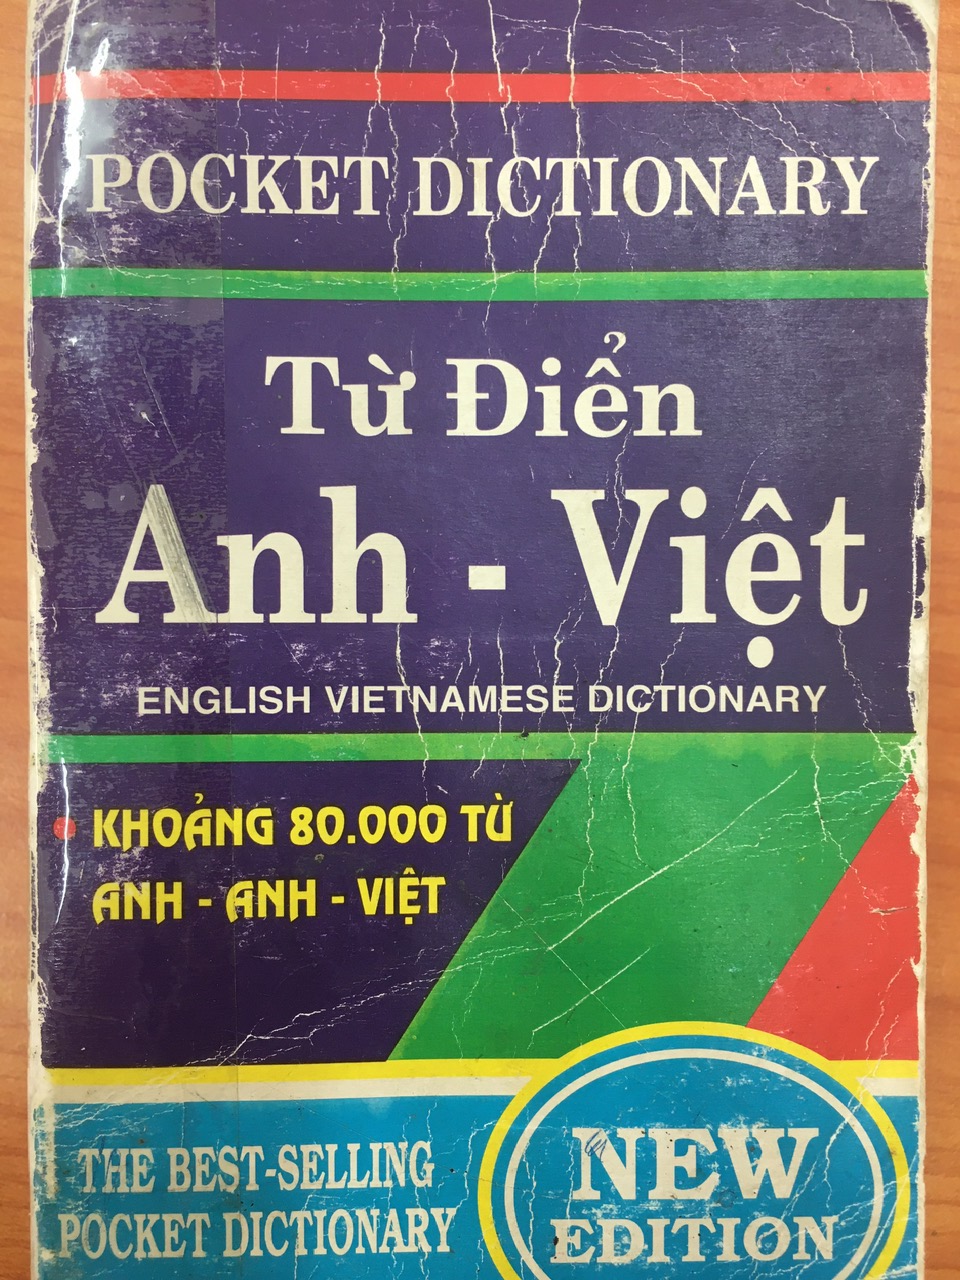 POCKET DICTIONARY
Từ Điển
Anh - Việt
ENGLISH VIETNAMESE DICTIONARY
• KHOẢNG 80.000 TỪ
ANH - ANH - VIỆT
THE BEST-SELLING
POCKET DICTIONARY
NEW
EDITION